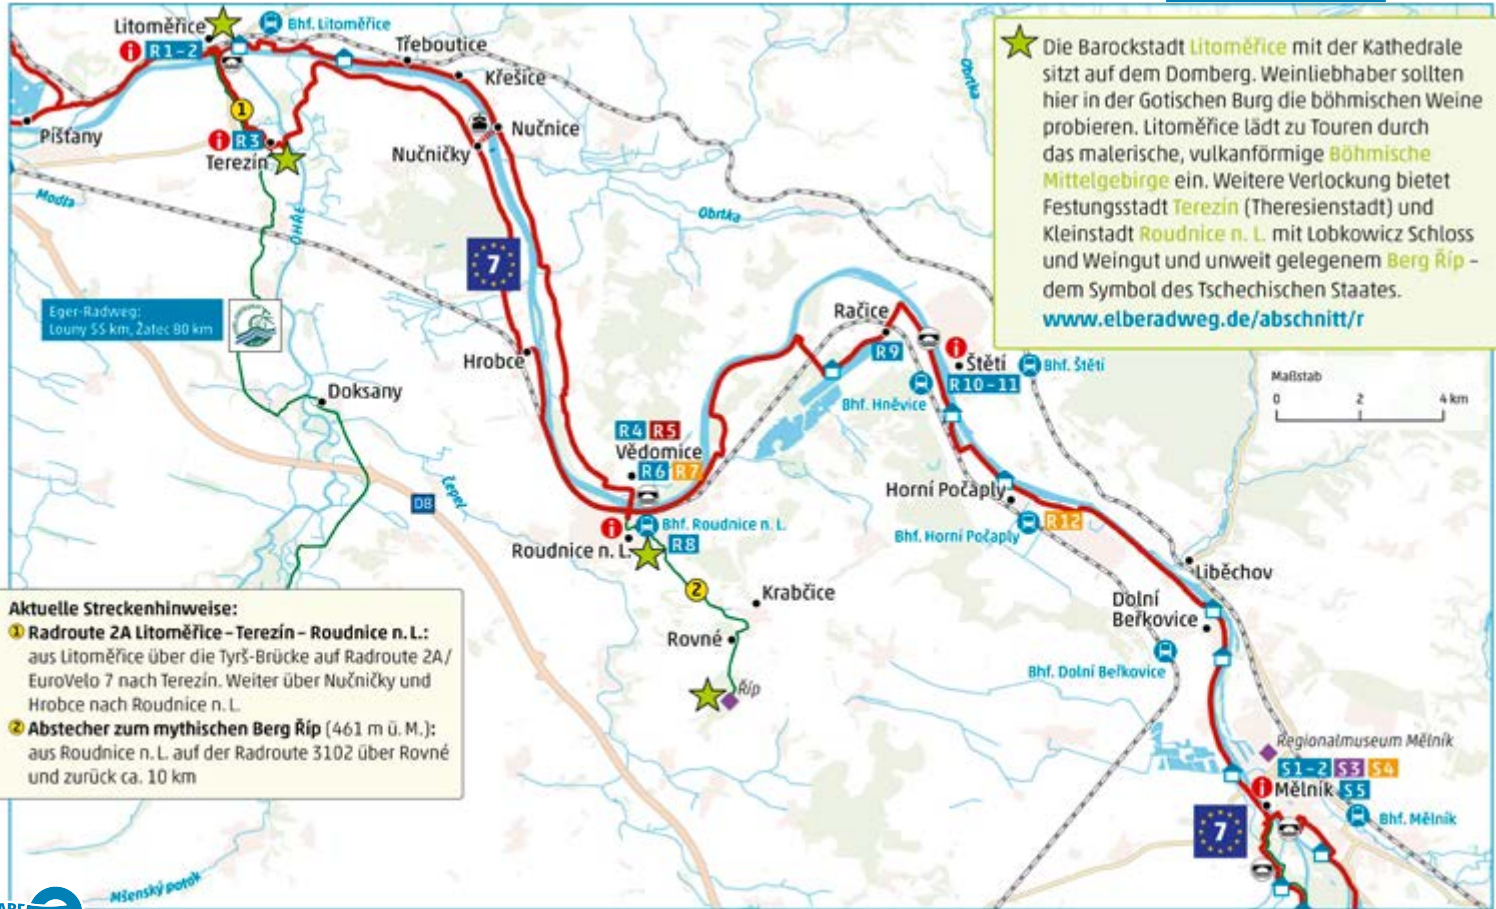 Litoměřice
Bhf. Litoměřice
R1-2
Třeboutice
Křešice
Píšťany
1
R3
Terezín
Nučnice
Nučničky
Modla
OHŘE
Obrtka
Obrtka
Die Barockstadt Litoměřice mit der Kathedrale
sitzt auf dem Domberg. Weinliebhaber sollten
hier in der Gotischen Burg die böhmischen Weine
probieren. Litoměřice lädt zu Touren durch
das malerische, vulkanförmige Böhmische
Mittelgebirge ein. Weitere Verlockung bietet
Festungsstadt Terezín (Theresienstadt) und
Kleinstadt Roudnice n. L. mit Lobkowicz Schloss
und Weingut und unweit gelegenem Berg Říp –
dem Symbol des Tschechischen Staates.
www.elberadweg.de/abschnitt/r
7
Eger-Radweg:
Louny 55 km, Žatec 80 km
Hrobce
Doksany
Račice
R9
Štětí
R10-11
Bhf. Štětí
Bhf. Hněvice
Maßstab
0 2 4 km
R4 R5
Vědomice
R6 R7
Čepel
D8
Bhf. Roudnice n. L.
Roudnice n. L.
R8
Horní Počaply
R12
Bhf. Horní Počaply
Liběchov
2
Krabčice
Rovné
Říp
Dolní
Beřkovice
Bhf. Dolní Beřkovice
Aktuelle Streckenhinweise:
1 Radroute 2A Litoměřice – Terezín – Roudnice n. L.:
aus Litoměřice über die Tyrš-Brücke auf Radroute 2A/
EuroVelo 7 nach Terezín. Weiter über Nučničky und
Hrobce nach Roudnice n. L.
2 Abstecher zum mythischen Berg Říp (461 m ü. M.):
aus Roudnice n. L. auf der Radroute 3102 über Rovné
und zurück ca. 10 km
Regionalmuseum Mělník
S1-2 S3 S4
Mělník S5
Bhf. Mělník
7
Mšenský potok